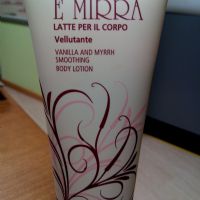 E MIRRA
LATTE PER IL CORPO
Vellutante
VANILLA AND MYRRH
SMOOTHING
BODY LOTION